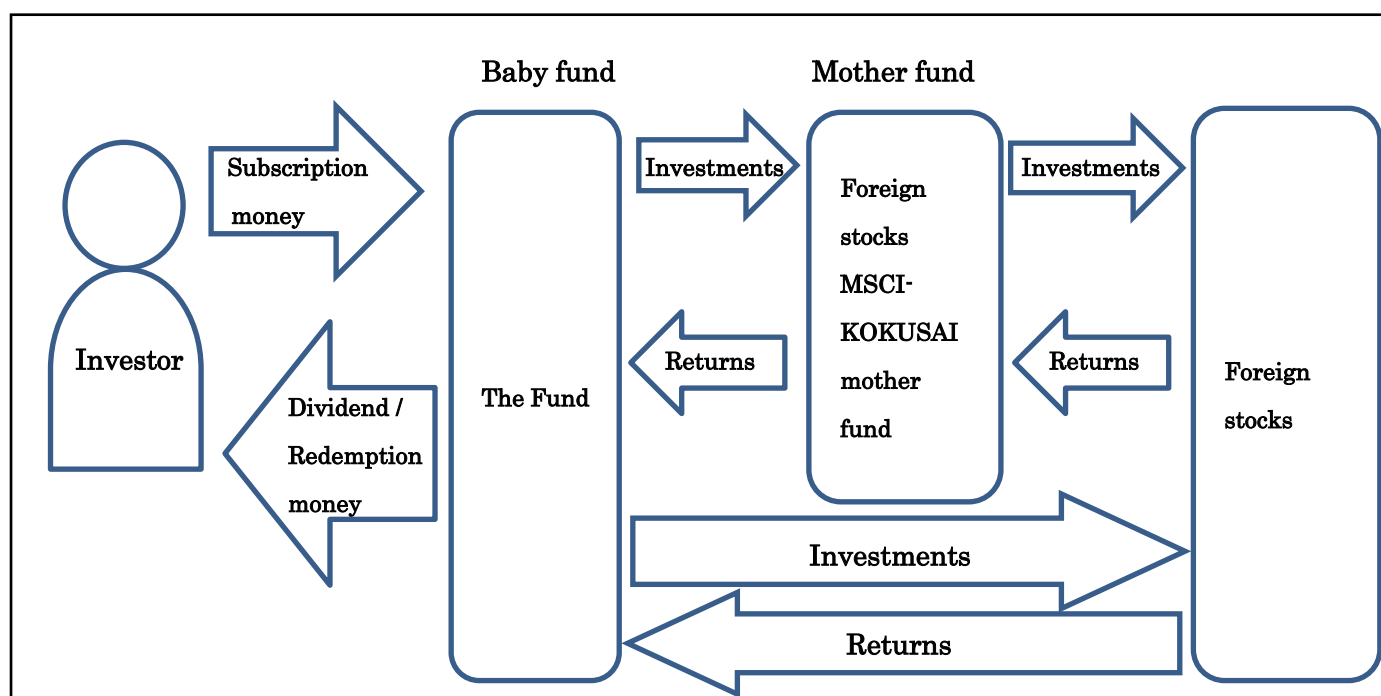 Baby fund
Mother fund
Subscription
money
Investments
Foreign
stocks
MSCI-
KOKUSAI
mother
fund
Investments
Investor
Dividend /
Redemption
money
The Fund
Returns
Returns
Foreign
stocks
Investments
Returns